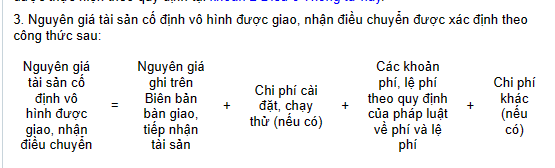 3. Nguyên giá tài sản cố định vô hình được giao, nhận điều chuyển được xác định theo
công thức sau:
Nguyên giá
tài sản cố
định vô
hình được
giao, nhận
điều chuyển
=
Nguyên giá
ghi trên
Biên bản
bàn giao,
tiếp nhận
tài sản
+
Chi phí cài
đặt, chạy
thử (nếu có)
+
Các khoản
phí, lệ phí
theo quy định
của pháp luật
về phí và lệ
phí
+
Chi phí
khác
(nếu
có)